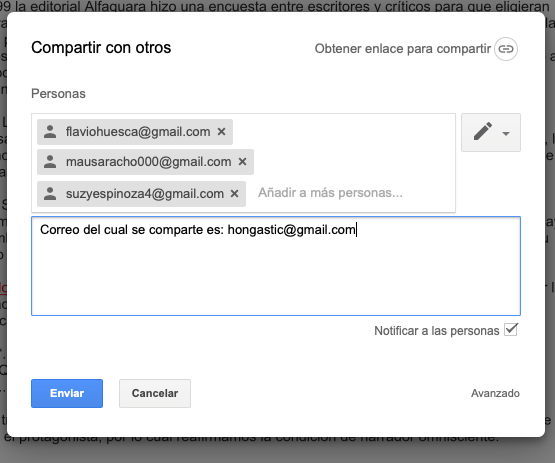 99 la editorial Alfaguara hizo una encuesta entre escritores y críticos para que eligieran
Compartir con otros
Obtener enlace para compartir
Personas
flaviohuesca@gmail.com ×
mausaracho000@gmail.com ×
suzyespinoza4@gmail.com ×
Añadir a más personas...
Correo del cual se comparte es: hongastic@gmail.com
Notificar a las personas
Enviar
Cancelar
Avanzado
el protagonista, por lo cual reafirmamos la condición de narrador omnisciente.